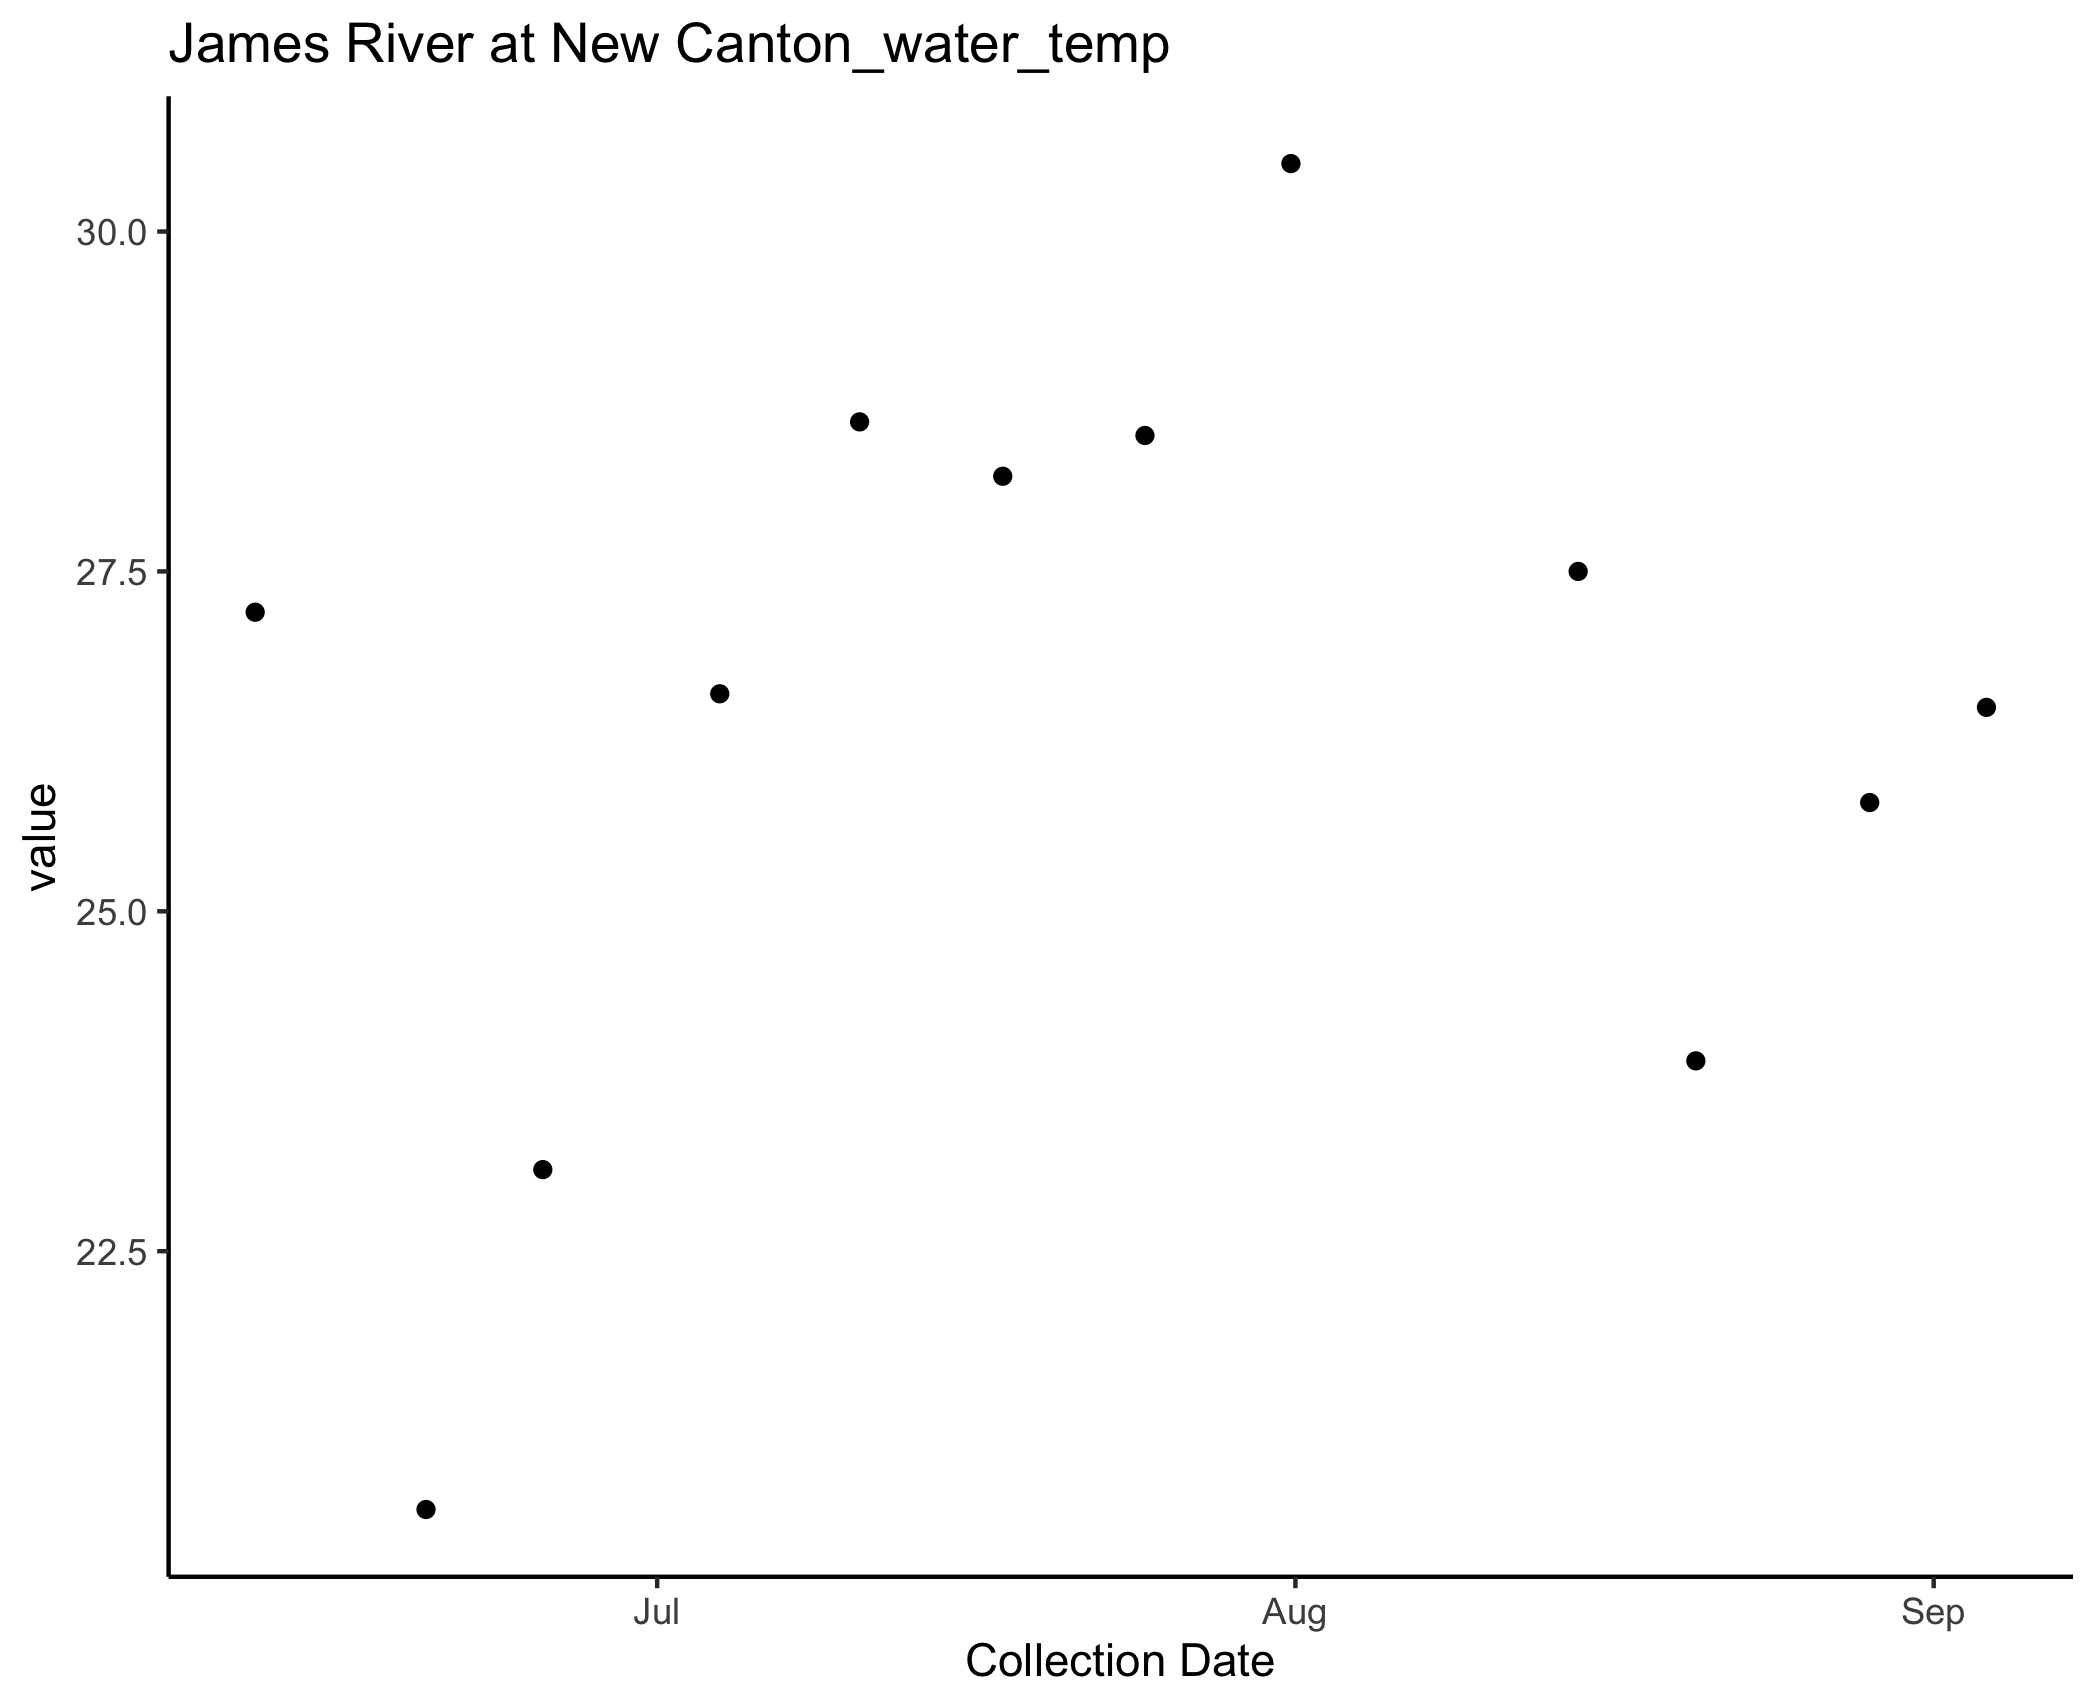 James River at New Canton_water_temp
30.0
27.5
25.0
22.5
value
Jul Aug Sep
Collection Date